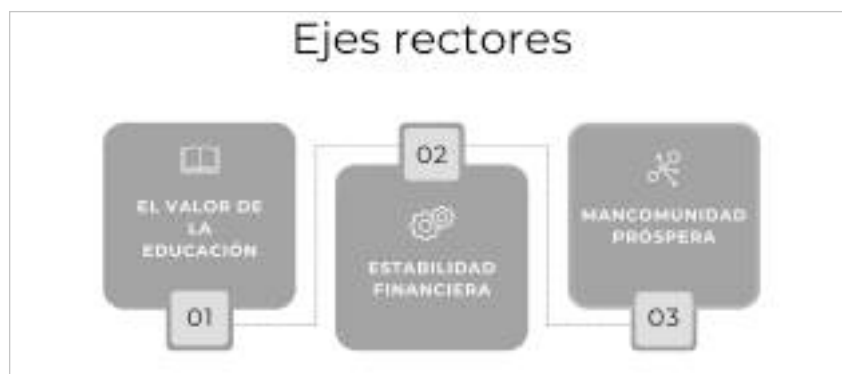 Ejes rectores
EL VALOR DE
LA
EDUCACIÓN
01
02
ESTABILIDAD
FINANCIERA
MANCOMUNIDAD
PRÓSPERA
03